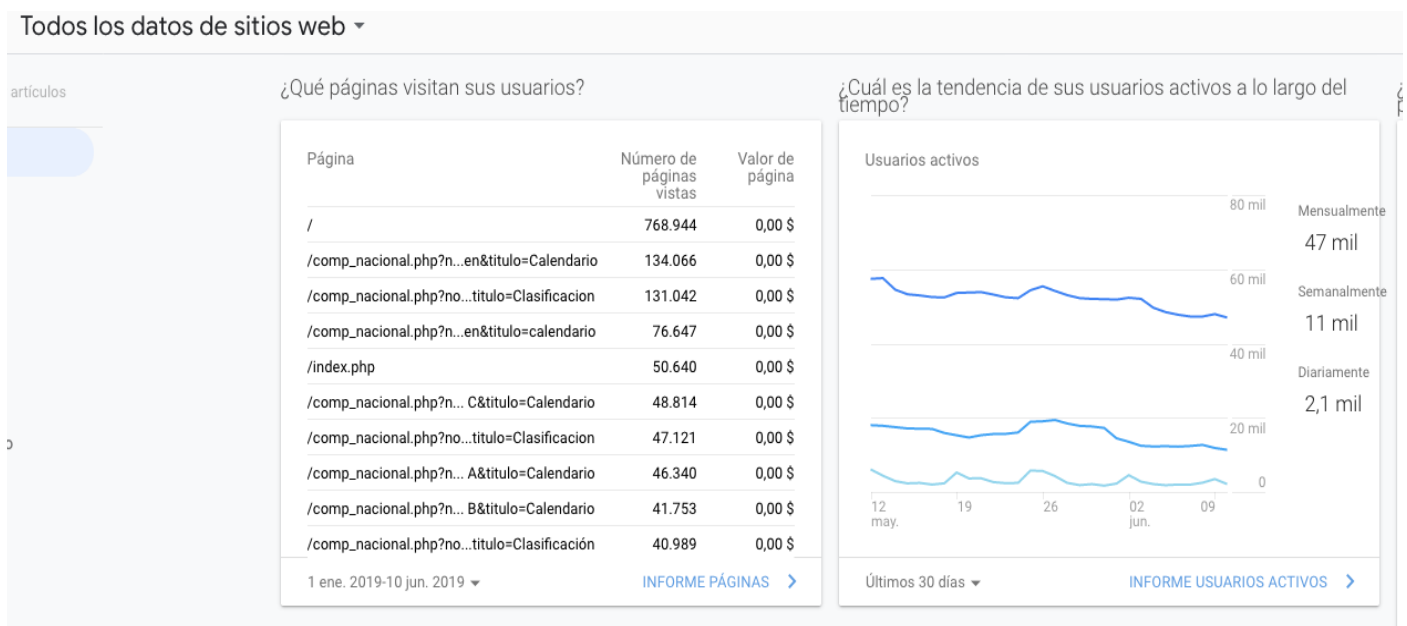 Todos los datos de sitios web
artículos
¿Qué páginas visitan sus usuarios?
Página Número de páginas vistas Valor de página
/ 768.944 0,00 $
/comp_nacional.php?n...en&titulo=Calendario 134.066 0,00 $
/comp_nacional.php?no...titulo=Clasificacion 131.042 0,00 $
/comp_nacional.php?n...en&titulo=calendario 76.647 0,00 $
/index.php 50.640 0,00 $
/comp_nacional.php?n... C&titulo=Calendario 48.814 0,00 $
/comp_nacional.php?no...titulo=Clasificacion 47.121 0,00 $
/comp_nacional.php?n... A&titulo=Calendario 46.340 0,00 $
/comp_nacional.php?n... B&titulo=Calendario 41.753 0,00 $
/comp_nacional.php?no...titulo=Clasificación 40.989 0,00 $
1 ene. 2019-10 jun. 2019 INFORME PÁGINAS
¿Cuál es la tendencia de sus usuarios activos a lo largo del
tiempo?
Usuarios activos
80 mil
60 mil
40 mil
20 mil
0
12 may. 19 26 02 jun. 09
Mensualmente
47 mil
Semanalmente
11 mil
Diariamente
2,1 mil
Últimos 30 días INFORME USUARIOS ACTIVOS